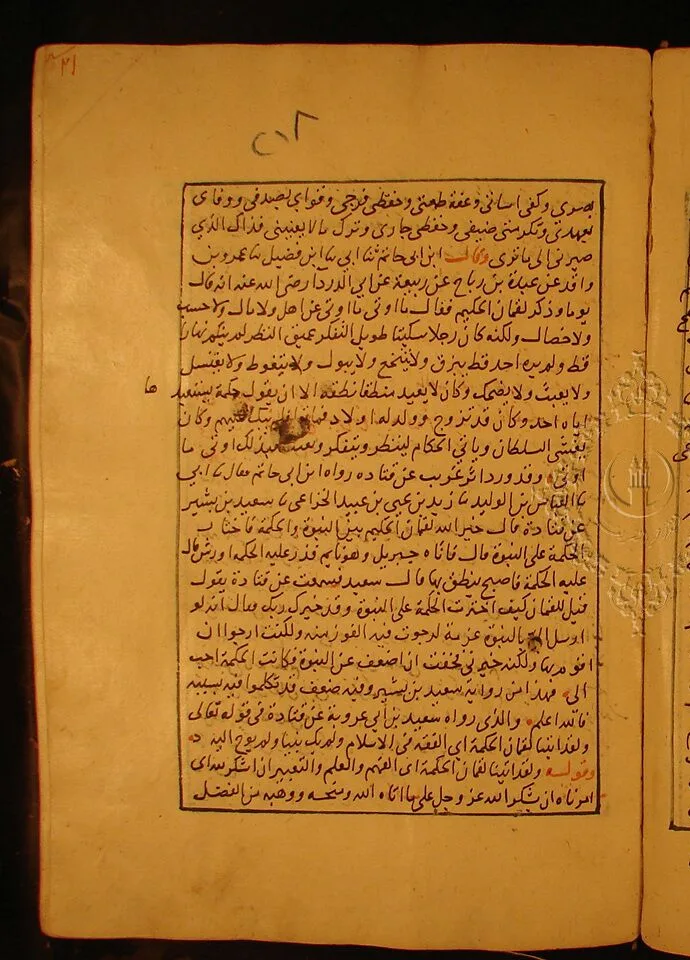 ٢١٨
بصري وكفي لساني وعفة طعمتي وحفظي فرجي وقولي بصدقي ووفاي
بعهدي وتكرمتي ضيفي وحفظي جاري وترك ما لا يعنيني فذاك الذي
صيرني الى ما ترى وقال ابن ابي حاتم ثنا ابي ثنا ابن فضيل ثنا عمرو بن
واقد عن عبدة بن رباح عن ربيعة عن ابي الدرداء رضي الله عنه انه قال
يوما وذكر لقمان الحكيم فقال ما اوتي ما اوتي عن اهل ولا مال ولا حسب
ولا خصال ولكنه كان رجلا سكيتا طويل التفكر عميق النظر لم ينم نهارا
قط ولم يره احد قط يبزق ولا يتنخع ولا يبول ولا يتغوط ولا يغتسل
ولا يعبث ولا يضحك وكان لا يعيد منطقا نطقه الا ان يقول حكمة يستعيد
ها
اياه احد وكان قد تزوج وولد له اولاد فماتوا فلم يبك عليهم وكان
يغشى السلطان وياتي الحكام لينظر ويتفكر ويعتبر فبذلك اوتي ما
اوتي وقد ورد اثر غريب عن قتادة رواه ابن ابي حاتم فقال ثنا ابي
ثنا العباس بن الوليد ثنا زيد بن يحيى بن عبيد الخزاعي ثنا سعيد بن بشير
عن قتادة قال خير الله لقمان الحكيم بين النبوة والحكمة فاختار
الحكمة على النبوة قال فاتاه جبريل وهو نايم فذر عليه الحكمة او رش قال
عليه الحكمة فاصبح ينطق بها قال سعيد فسمعت عن قتادة يقول
قيل للقمان كيف اخترت الحكمة على النبوة وقد خيرك ربك فقال انه لو
ارسل الي بالنبوة عزمة لرجوت فيه الفوز منه ولكنت ارجو ان
اقوم بها ولكنه خيرني فخفت ان اضعف عن النبوة فكانت الحكمة احب
الي فهذا من رواية سعيد بن بشير وفيه ضعف قد تكلموا فيه بسببه
فالله اعلم والذي رواه سعيد بن ابي عروبة عن قتادة في قوله تعالى
ولقد اتينا لقمان الحكمة اي الفقه في الاسلام ولم يك نبيا ولم يوح اليه
وقوله ولقد اتينا لقمان الحكمة اي الفهم والعلم والتعبير ان اشكر لله اي
امرناه ان يشكر الله عز وجل على ما اتاه الله ومنحه ووهبه من الفضل